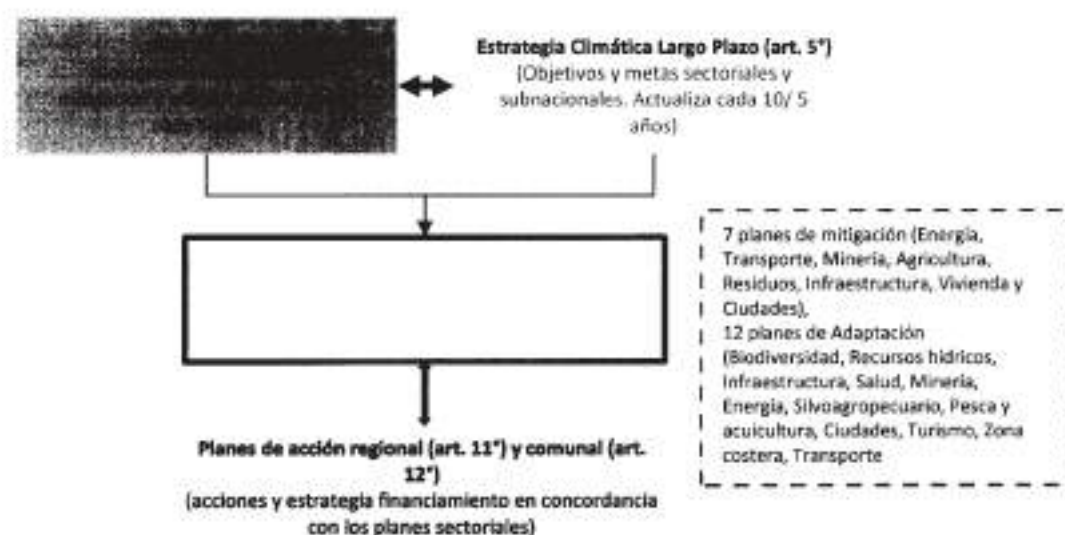 Estrategia Climática Largo Plazo (art. 5°)
(Objetivos y metas sectoriales y
subnacionales. Actualiza cada 10/ 5
años)
7 planes de mitigación (Energía,
Transporte, Minería, Agricultura,
Residuos, Infraestructura, Vivienda y
Ciudades),
12 planes de Adaptación
(Biodiversidad, Recursos hídricos,
Infraestructura, Salud, Minería,
Energía, Silvoagropecuario, Pesca y
acuicultura, Ciudades, Turismo, Zona
costera, Transporte
Planes de acción regional (art. 11°) y comunal (art.
12°)
(acciones y estrategia financiamiento en concordancia
con los planes sectoriales)